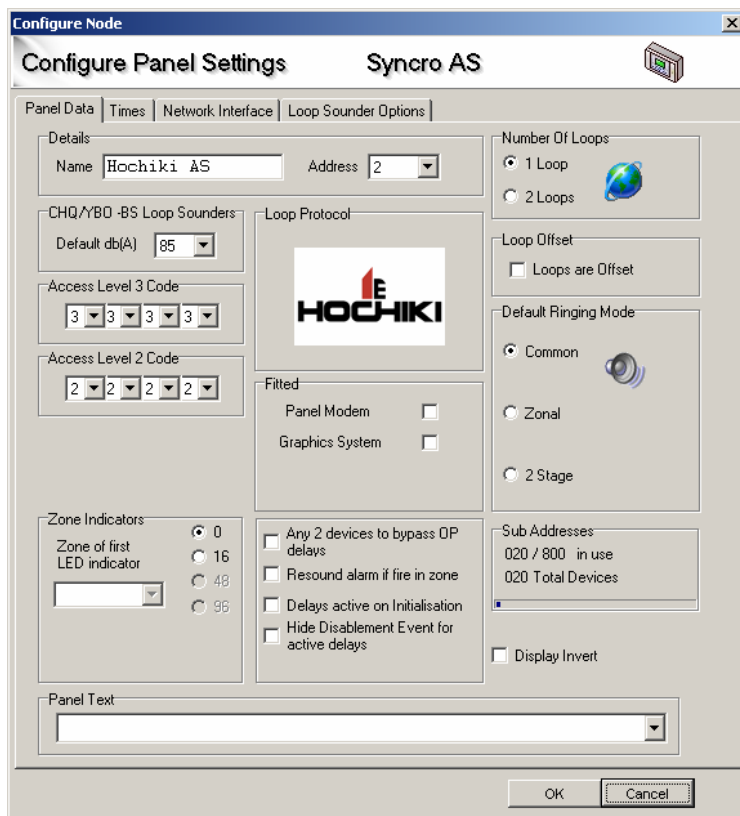 Configure Node
Configure Panel Settings Syncro AS
Panel Data Times Network Interface Loop Sounder Options
Details
Name Hochiki AS Address 2
Number Of Loops
1 Loop
2 Loops
CHQ/YBO -BS Loop Sounders
Default db(A) 85
Loop Protocol
HOCHIKI
Loop Offset
Loops are Offset
Access Level 3 Code
3 3 3 3
Access Level 2 Code
2 2 2 2
Default Ringing Mode
Common
Zonal
2 Stage
Fitted
Panel Modem
Graphics System
Zone Indicators
Zone of first
LED indicator
0
16
48
96
Any 2 devices to bypass OP
delays
Resound alarm if fire in zone
Delays active on Initialisation
Hide Disablement Event for
active delays
Sub Addresses
020 / 800 in use
020 Total Devices
Display Invert
Panel Text
OK Cancel